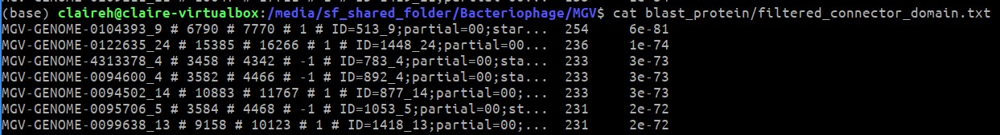 (base) claireh@claire-virtualbox:/media/sf_shared_folder/Bacteriophage/MGV$ cat blast_protein/filtered_connector_domain.txt
MGV-GENOME-0104393_9 # 6790 # 7770 # 1 # ID=513_9;partial=00;star...  254     6e-81
MGV-GENOME-0122635_24 # 15385 # 16266 # 1 # ID=1448_24;partial=00...  236     1e-74
MGV-GENOME-4313378_4 # 3458 # 4342 # -1 # ID=783_4;partial=00;sta...  233     3e-73
MGV-GENOME-0094600_4 # 3582 # 4466 # -1 # ID=892_4;partial=00;sta...  233     3e-73
MGV-GENOME-0094502_14 # 10883 # 11767 # 1 # ID=877_14;partial=00;...  233     3e-73
MGV-GENOME-0095706_5 # 3584 # 4468 # -1 # ID=1053_5;partial=00;st...  231     2e-72
MGV-GENOME-0099638_13 # 9158 # 10123 # 1 # ID=1418_13;partial=00;...  231     2e-72